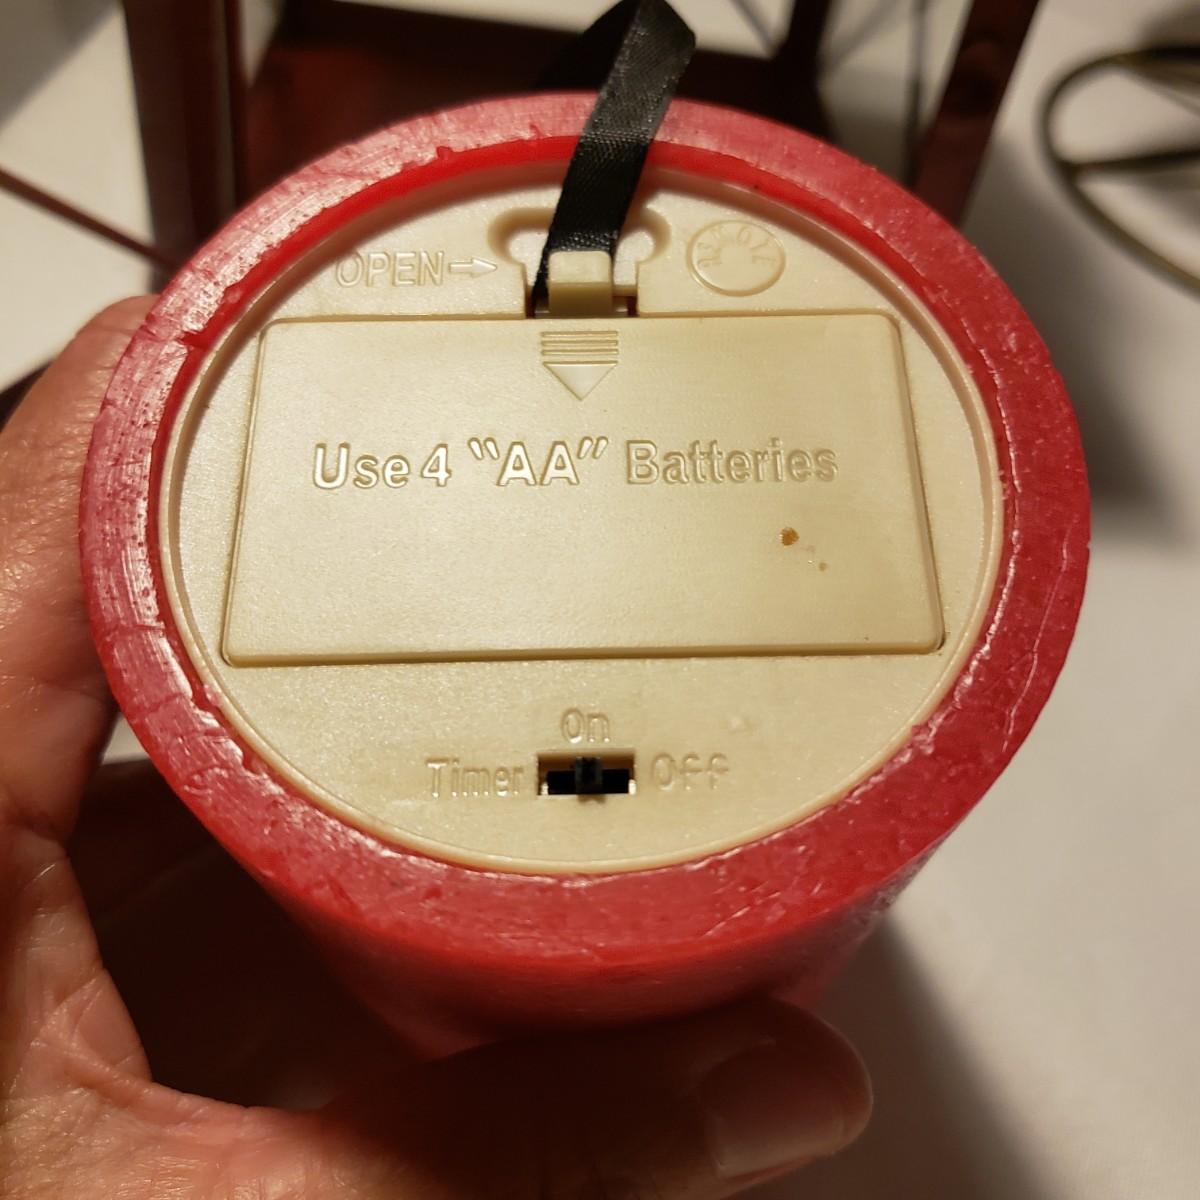 OPEN→
Use 4 “AA” Batteries
On
Timer
Off